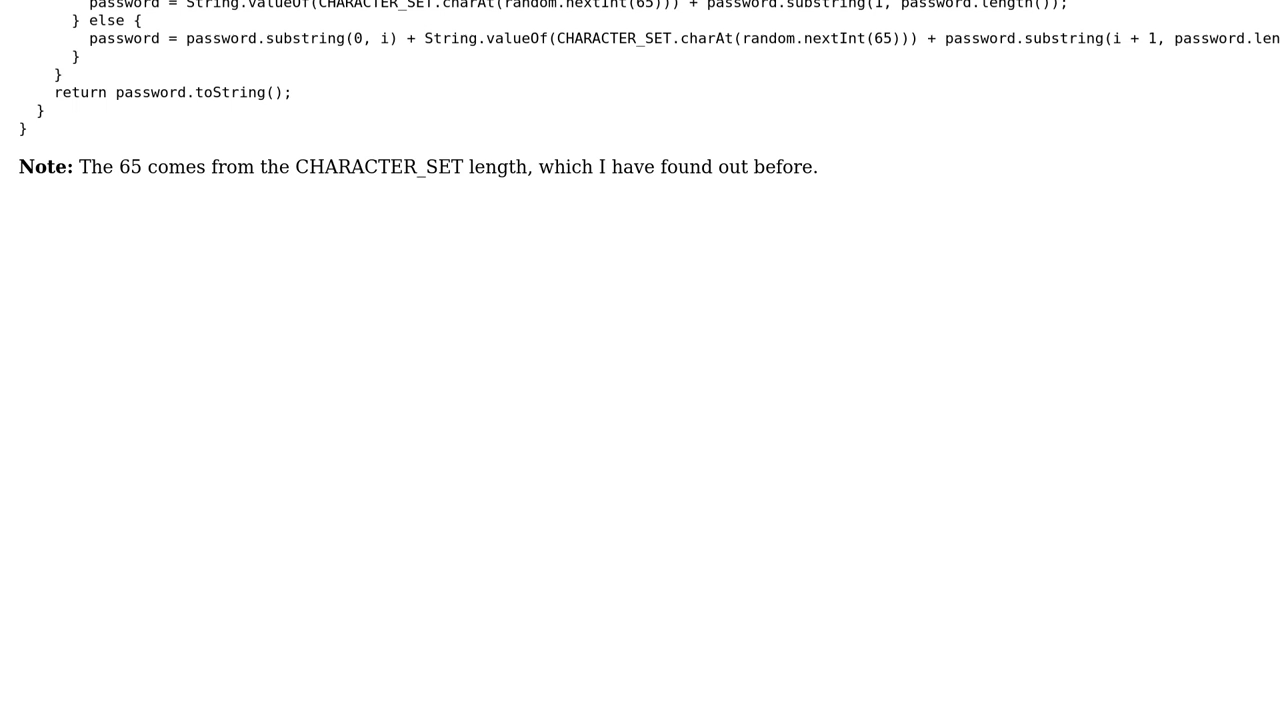 password = String.valueOf(CHARACTER_SET.charAt(random.nextInt(65))) + password.substring(1, password.length());
} else {
password = password.substring(0, i) + String.valueOf(CHARACTER_SET.charAt(random.nextInt(65))) + password.substring(i + 1, password.len
}
}
return password.toString();
}
}
Note: The 65 comes from the CHARACTER_SET length, which I have found out before.